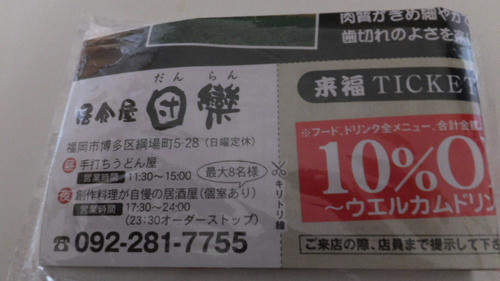 肉質がきめ細やか
歯切れのよさを
だんらん
居食屋 団欒
福岡市博多区綱場町5-28(日曜定休)
昼 手打ちうどん屋
営業時間 11:30～15:00
最大8名様
夜 創作料理が自慢の居酒屋(個室あり)
営業時間 17:30～24:00
(23:30オーダーストップ)
☎092-281-7755
キリトリ線
来福 TICKET
※フード、ドリンク全メニュー、合計金額
10%O
～ウエルカムドリン
ご来店の際、店員まで提示して下さ